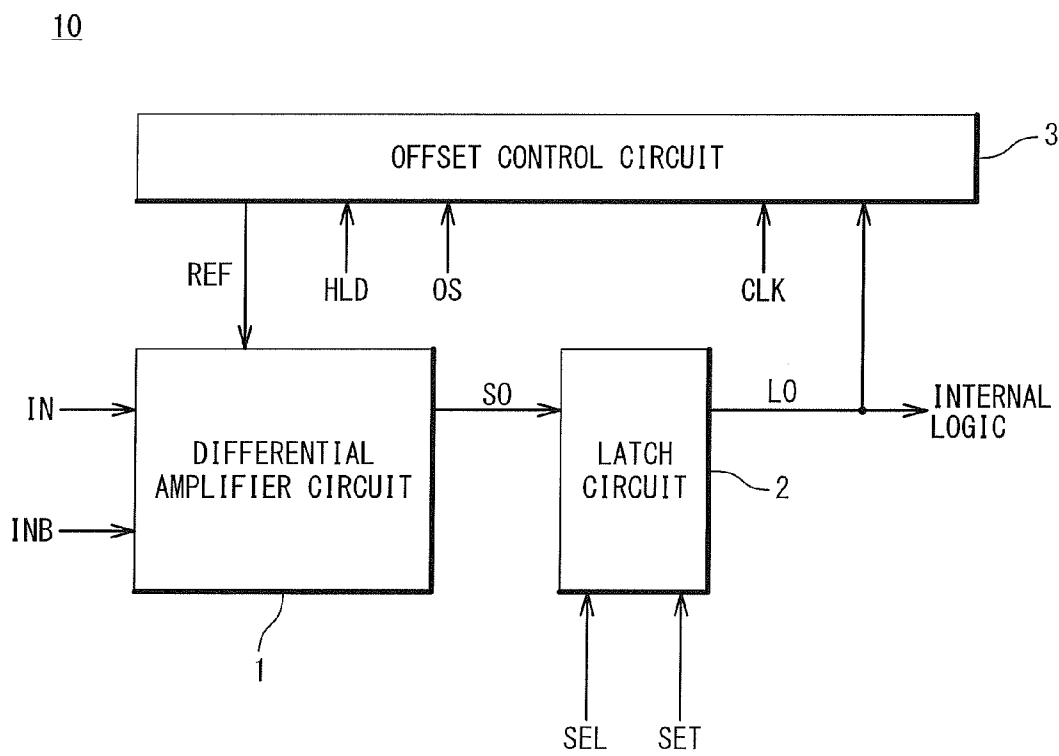 10
OFFSET CONTROL CIRCUIT
3
REF
HLD
OS
CLK
IN
INB
DIFFERENTIAL
AMPLIFIER CIRCUIT
SO
LATCH
CIRCUIT
LO
INTERNAL
LOGIC
2
1
SEL
SET